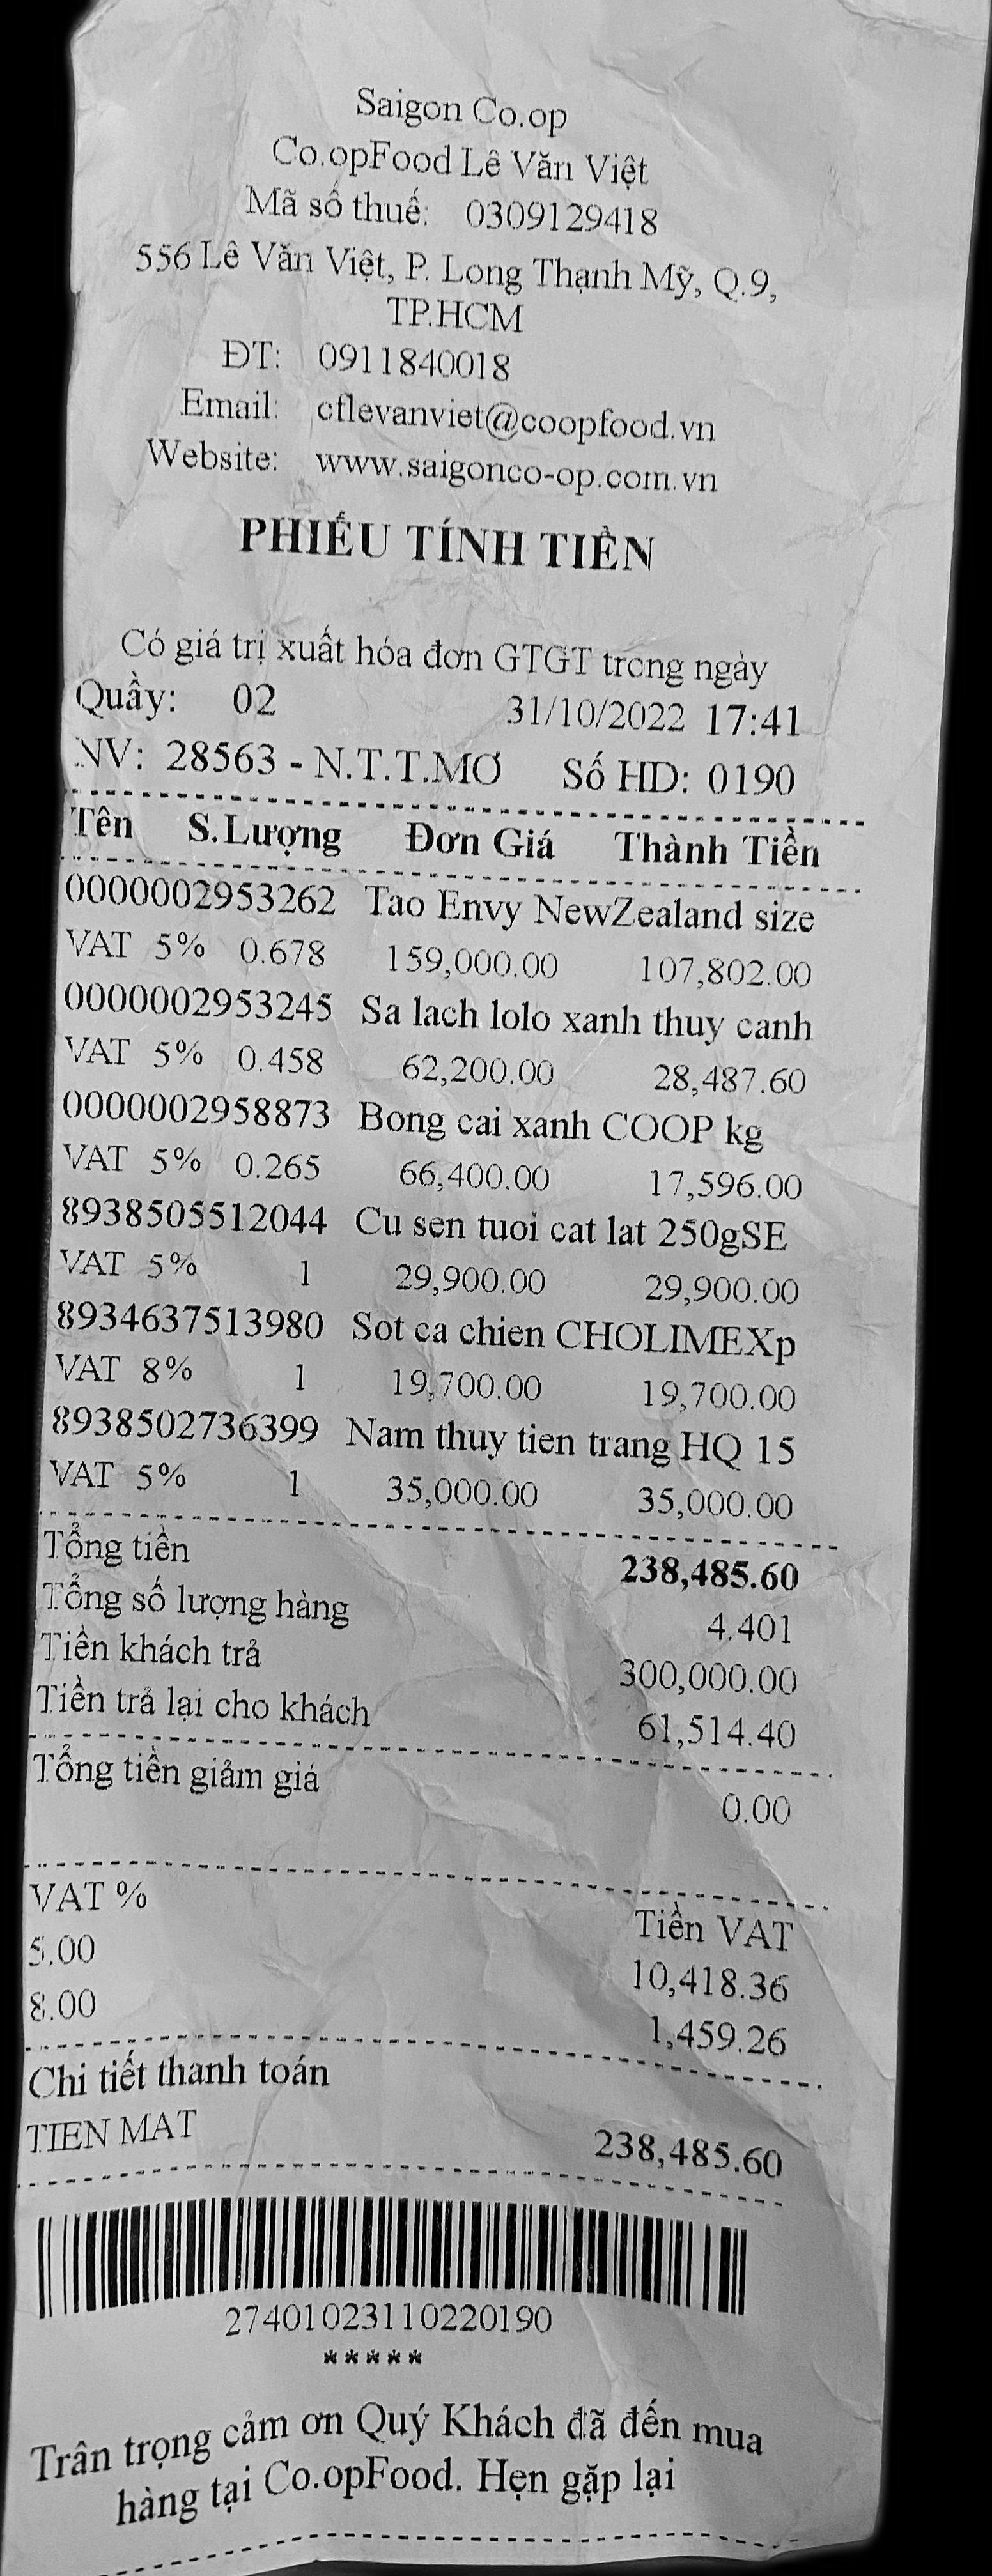 Saigon Co.op
Co.opFood Lê Văn Việt
Mã số thuế: 0309129418
556 Lê Văn Việt, P. Long Thạnh Mỹ, Q.9,
TP.HCM
ĐT: 0911840018
Email: cflevanviet@coopfood.vn
Website: www.saigonco-op.com.vn
PHIẾU TÍNH TIỀN
Có giá trị xuất hóa đơn GTGT trong ngày
Quầy: 02 31/10/2022 17:41
NV: 28563 - N.T.T.MƠ Số HD: 0190
Tên S.Lượng Đơn Giá Thành Tiền
0000002953262 Tao Envy NewZealand size
VAT 5% 0.678 159,000.00 107,802.00
0000002953245 Sa lach lolo xanh thuy canh
VAT 5% 0.458 62,200.00 28,487.60
0000002958873 Bong cai xanh COOP kg
VAT 5% 0.265 66,400.00 17,596.00
8938505512044 Cu sen tuoi cat lat 250gSE
VAT 5% 1 29,900.00 29,900.00
8934637513980 Sot ca chien CHOLIMEXp
VAT 8% 1 19,700.00 19,700.00
8938502736399 Nam thuy tien trang HQ 15
VAT 5% 1 35,000.00 35,000.00
Tổng tiền 238,485.60
Tổng số lượng hàng 4.401
Tiền khách trả 300,000.00
Tiền trả lại cho khách 61,514.40
Tổng tiền giảm giá 0.00
VAT % Tiền VAT
5.00 10,418.36
8.00 1,459.26
Chi tiết thanh toán
TIEN MAT 238,485.60
27401023110220190
*****
Trân trọng cảm ơn Quý Khách đã đến mua
hàng tại Co.opFood. Hẹn gặp lại